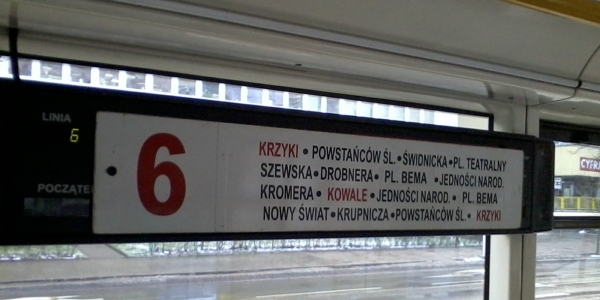 LINIA
6
POCZĄTE
6
KRZYKI • POWSTAŃCÓW ŚL. • ŚWIDNICKA • PL. TEATRALNY
SZEWSKA • DROBNERA • PL. BEMA • JEDNOŚCI NAROD.
KROMERA • KOWALE • JEDNOŚCI NAROD. • PL. BEMA
NOWY ŚWIAT • KRUPNICZA • POWSTAŃCÓW ŚL. • KRZYKI